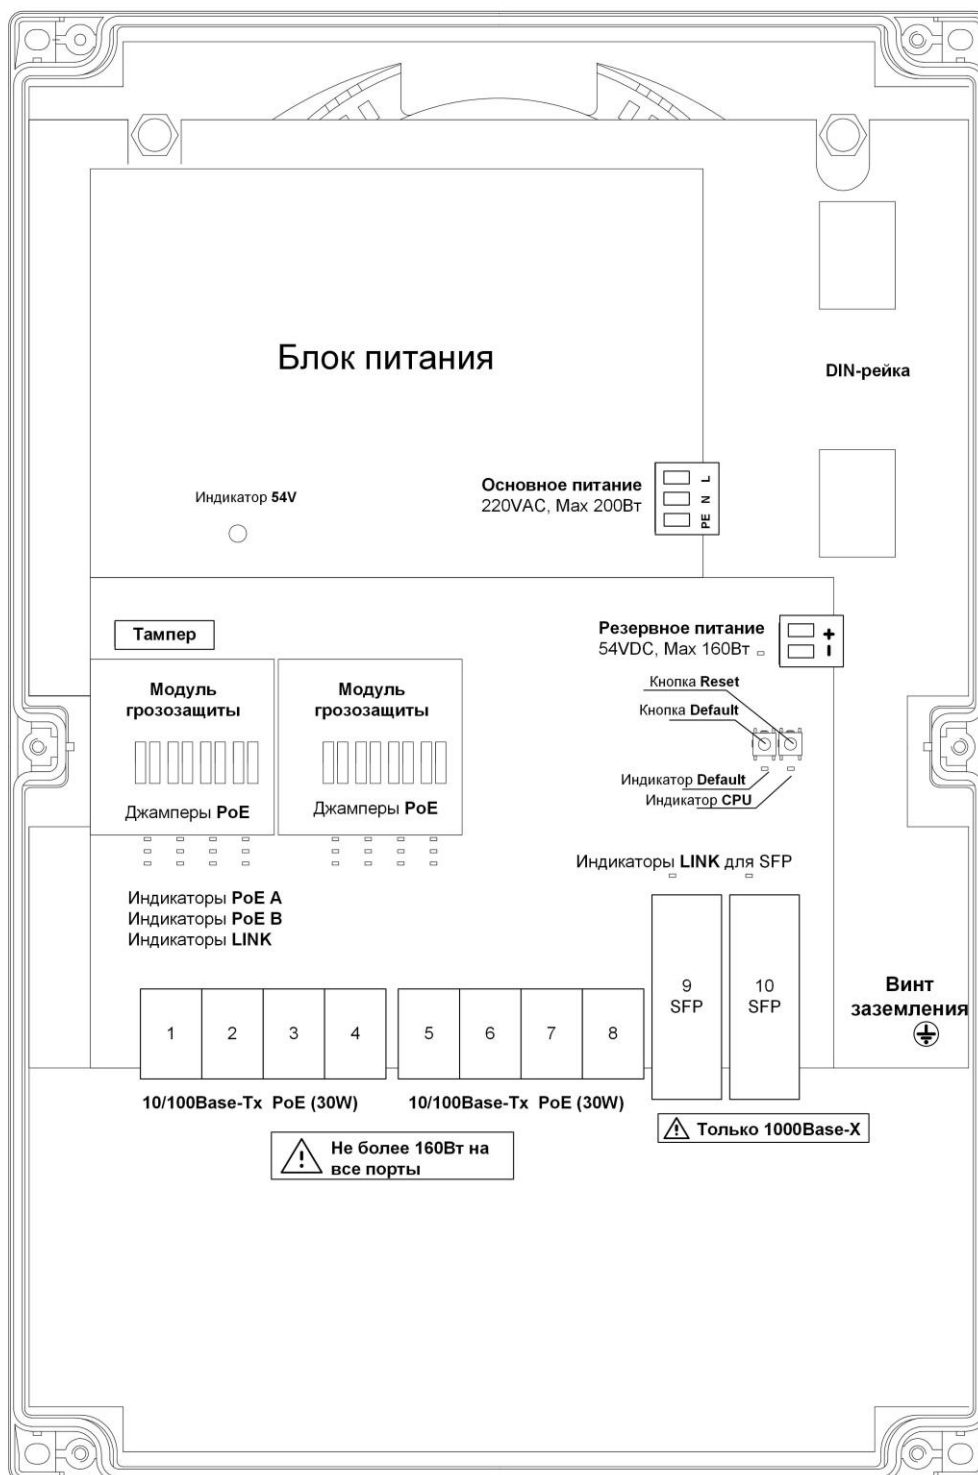 Блок питания
DIN-рейка
Основное питание
220VAC, Max 200Вт
L
N
PE
Индикатор 54V
Тампер
Резервное питание
54VDC, Max 160Вт
+
-
Модуль
грозозащиты
Модуль
грозозащиты
Кнопка Reset
Кнопка Default
Джамперы PoE
Джамперы PoE
Индикатор Default
Индикатор CPU
Индикаторы LINK для SFP
Индикаторы PoE A
Индикаторы PoE B
Индикаторы LINK
1
2
3
4
5
6
7
8
9
SFP
10
SFP
Винт
заземления
10/100Base-Tx PoE (30W)
10/100Base-Tx PoE (30W)
Только 1000Base-X
Не более 160Вт на
все порты